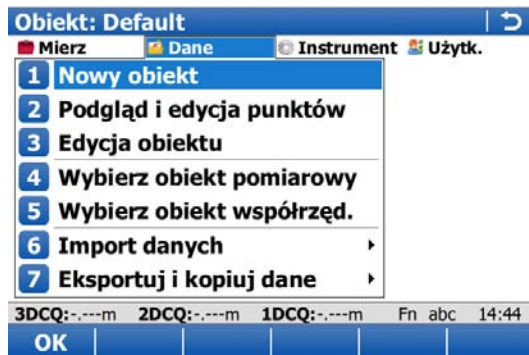 Obiekt: Default
Mierz Dane Instrument Użytk.
1 Nowy obiekt
2 Podgląd i edycja punktów
3 Edycja obiektu
4 Wybierz obiekt pomiarowy
5 Wybierz obiekt współrzęd.
6 Import danych
7 Eksportuj i kopiuj dane
3DCQ:-.---m 2DCQ:-.---m 1DCQ:-.---m Fn abc 14:44
OK